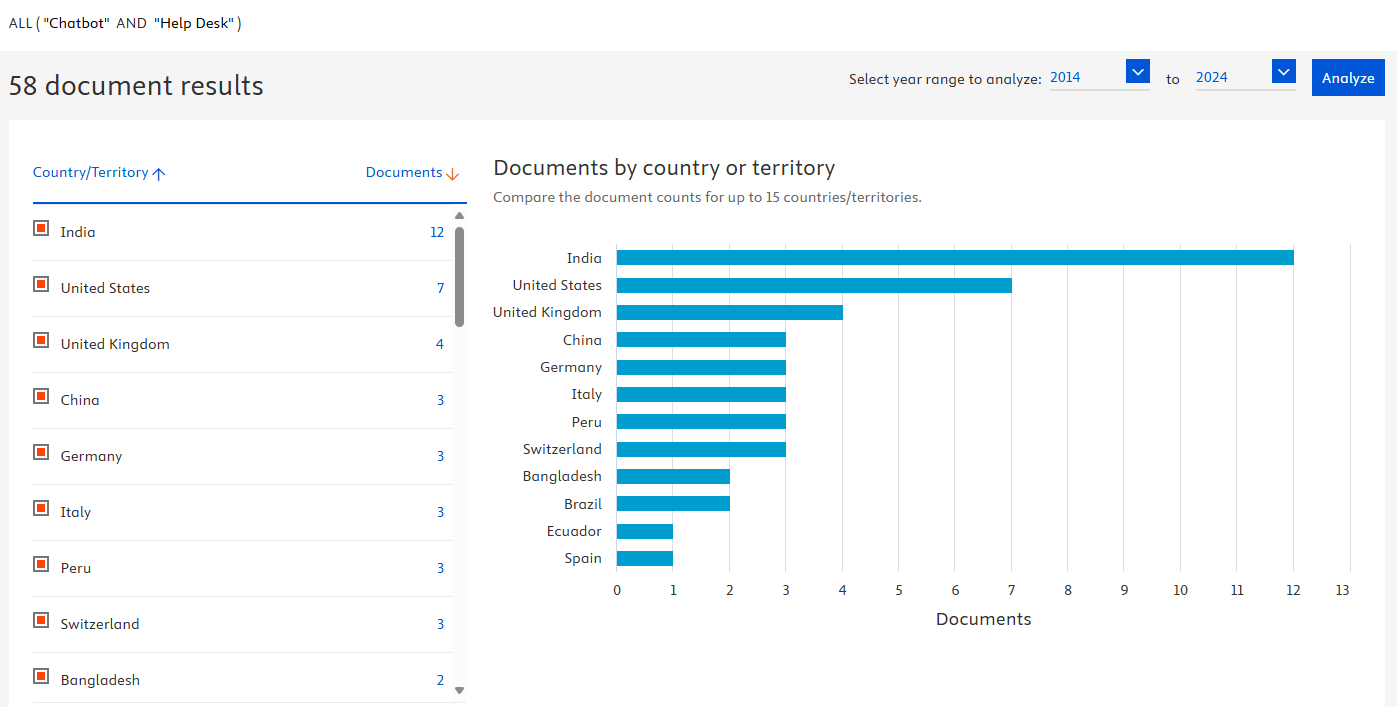 ALL ( "Chatbot" AND "Help Desk" )
58 document results
Select year range to analyze: 2014 to 2024 Analyze
Country/Territory Documents
India 12
United States 7
United Kingdom 4
China 3
Germany 3
Italy 3
Peru 3
Switzerland 3
Bangladesh 2
Documents by country or territory
Compare the document counts for up to 15 countries/territories.
India
United States
United Kingdom
China
Germany
Italy
Peru
Switzerland
Bangladesh
Brazil
Ecuador
Spain
0 1 2 3 4 5 6 7 8 9 10 11 12 13
Documents